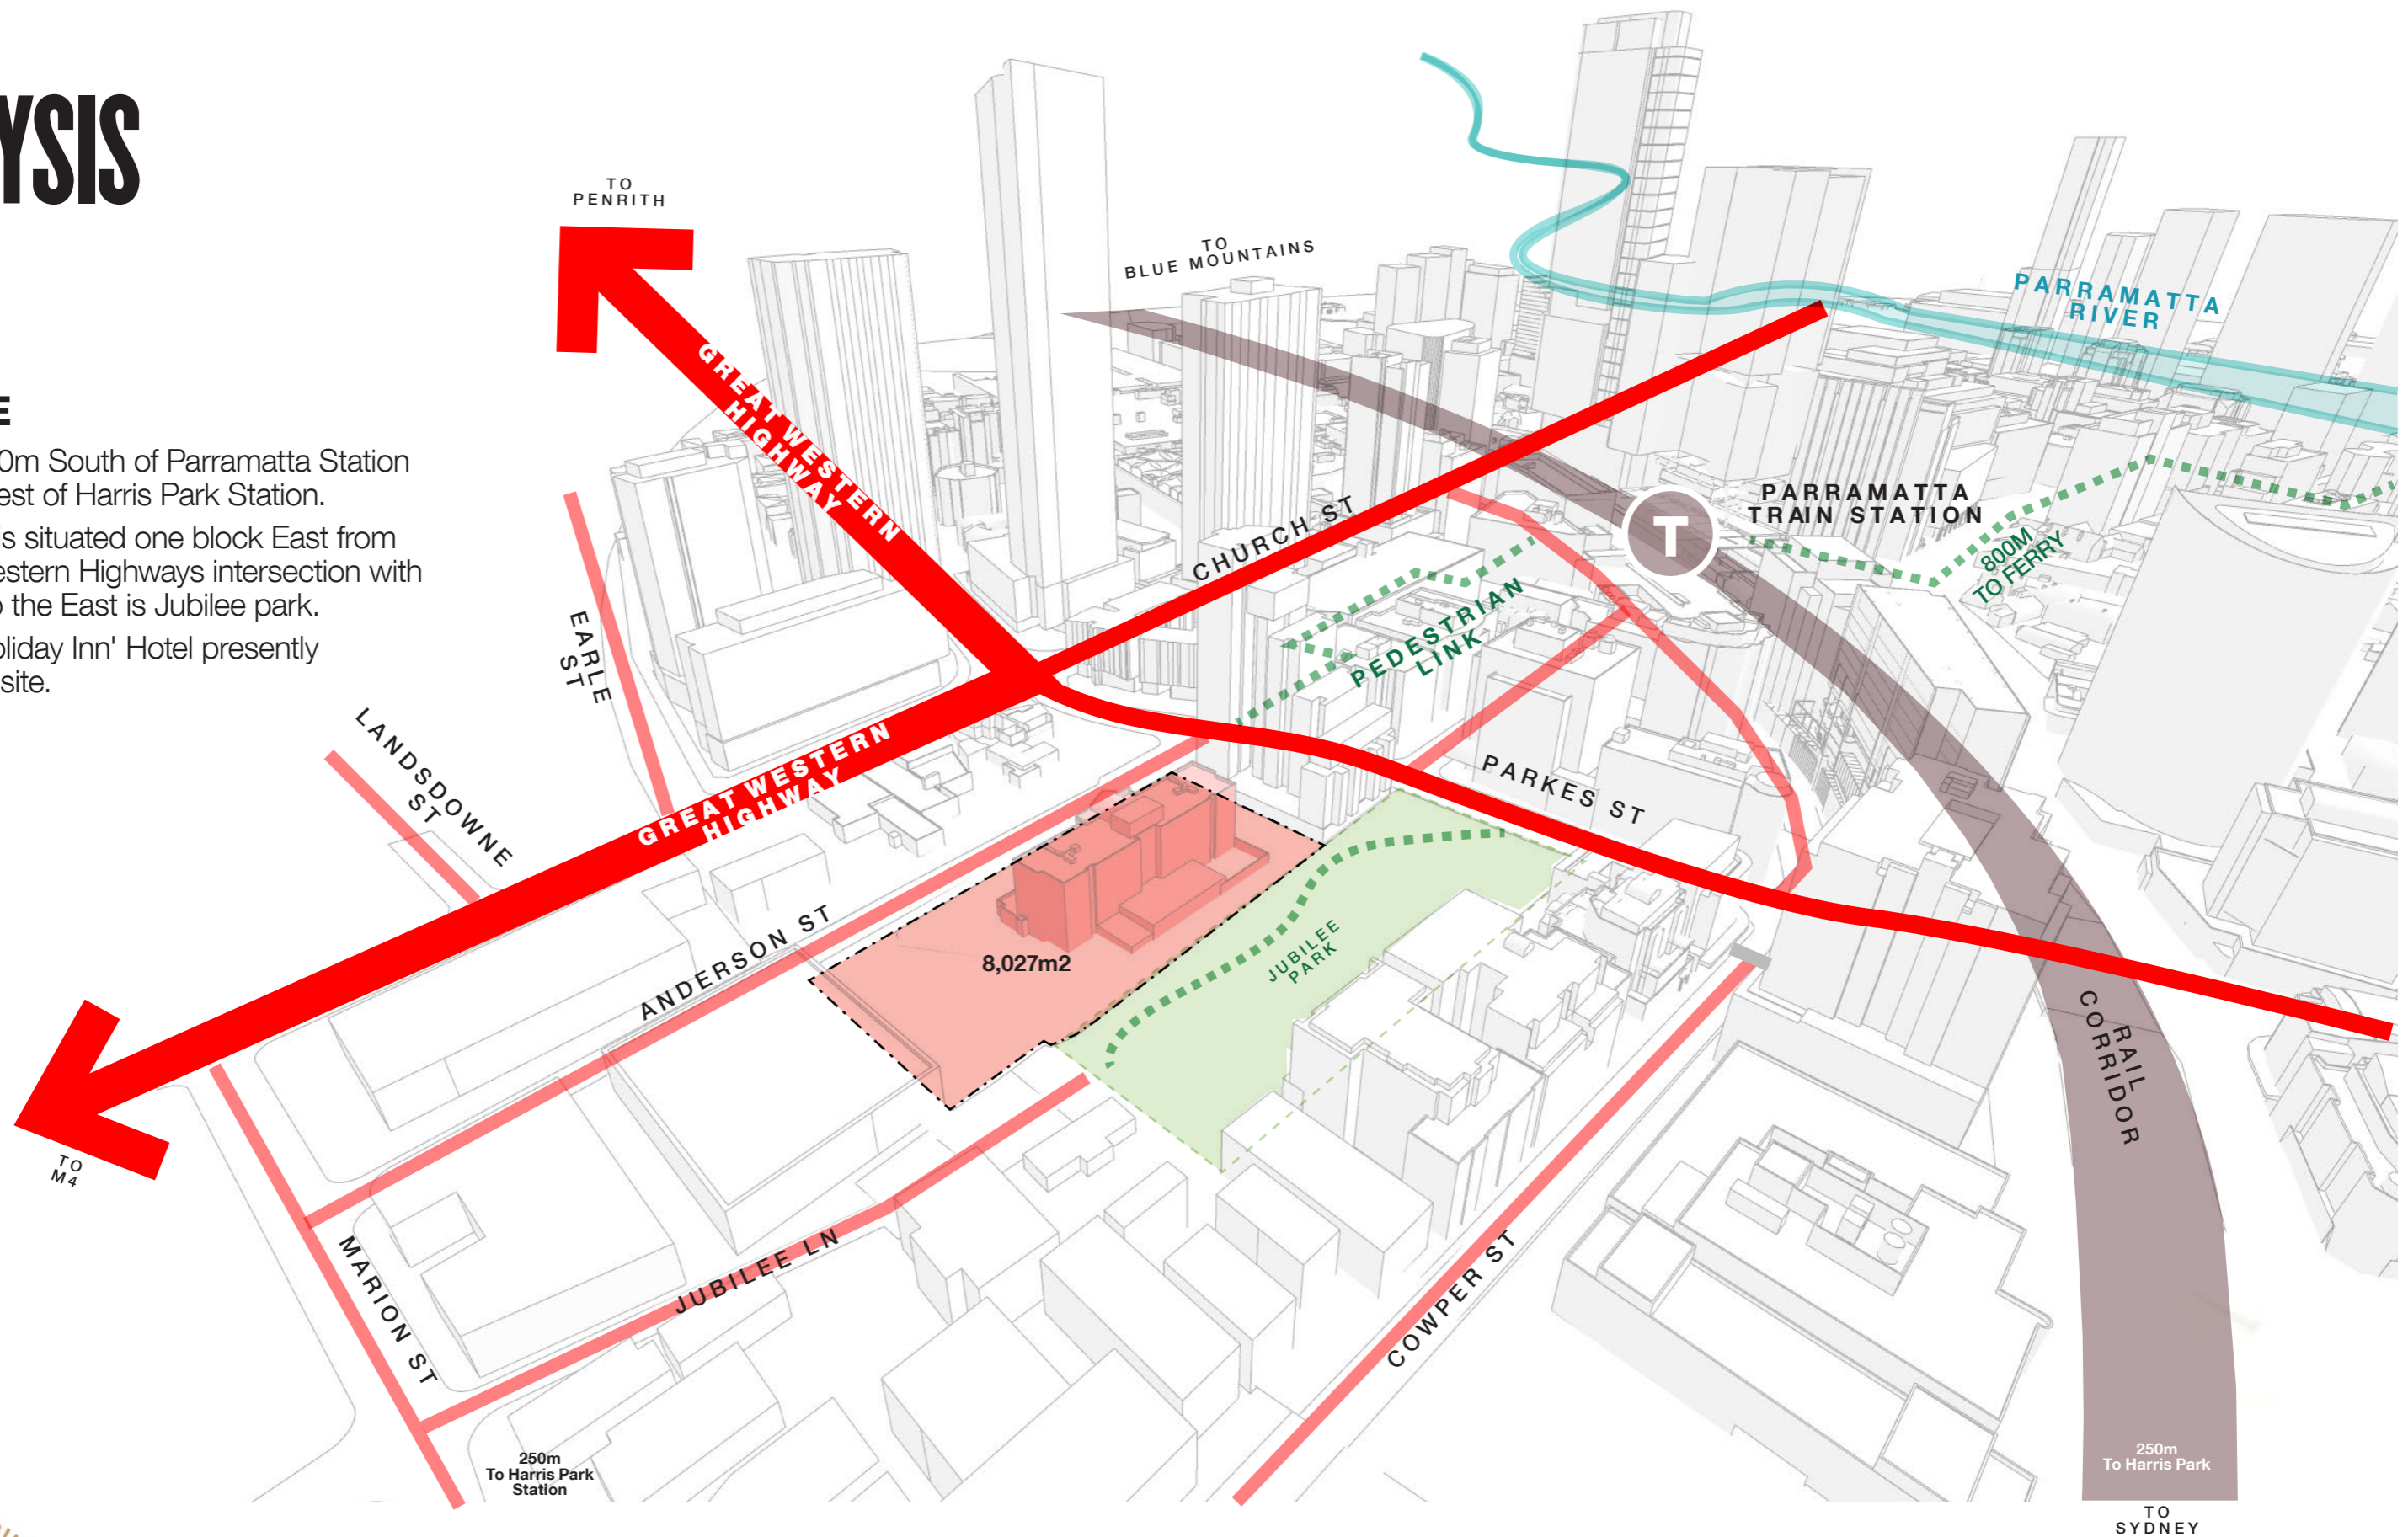 YSIS
E
0m South of Parramatta Station
est of Harris Park Station.
s situated one block East from
estern Highways intersection with
o the East is Jubilee park.
oliday Inn' Hotel presently
site.
TO
PENRITH
TO
BLUE MOUNTAINS
PARRAMATTA
RIVER
GREAT WESTERN
HIGHWAY
CHURCH ST
T
PARRAMATTA
TRAIN STATION
800M
TO FERRY
PEDESTRIAN
LINK
EARLE
ST
LANDSDOWNE
ST
GREAT WESTERN
HIGHWAY
PARKES ST
ANDERSON ST
8,027m2
JUBILEE
PARK
RAIL
CORRIDOR
TO
M4
MARION ST
JUBILEE LN
COWPER ST
250m
To Harris Park
Station
250m
To Harris Park
TO
SYDNEY